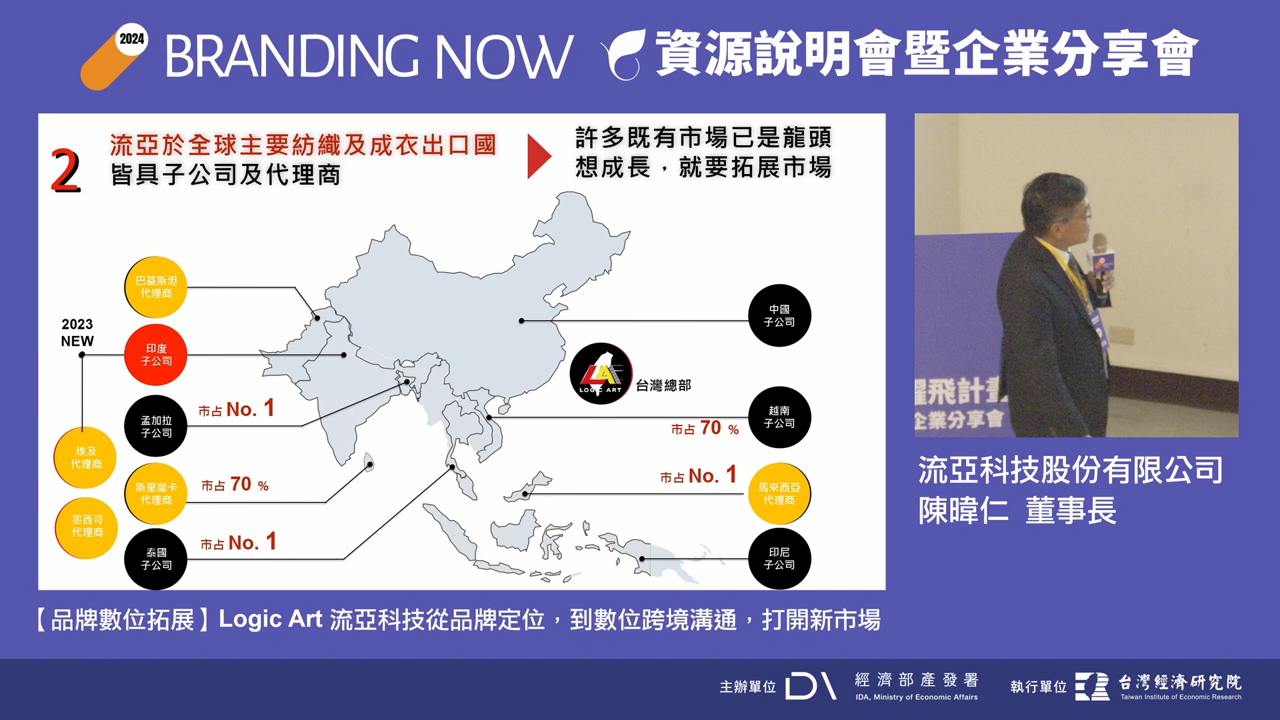 2024
BRANDING NOW 資源說明會暨企業分享會
2
流亞於全球主要紡織及成衣出口國
皆具子公司及代理商
許多既有市場已是龍頭
想成長，就要拓展市場
巴基斯坦
代理商
2023
NEW
印度
子公司
孟加拉
子公司
市占 No. 1
埃及
代理商
斯里蘭卡
代理商
市占 70 %
墨西哥
代理商
泰國
子公司
市占 No. 1
中國
子公司
LOGIC ART
台灣總部
越南
子公司
市占 70 %
馬來西亞
代理商
市占 No. 1
印尼
子公司
躍飛計畫
企業分享會
流亞科技股份有限公司
陳暐仁 董事長
【品牌數位拓展】Logic Art 流亞科技從品牌定位，到數位跨境溝通，打開新市場
主辦單位
經濟部產發署
IDA, Ministry of Economic Affairs
執行單位
台灣經濟研究院
Taiwan Institute of Economic Research